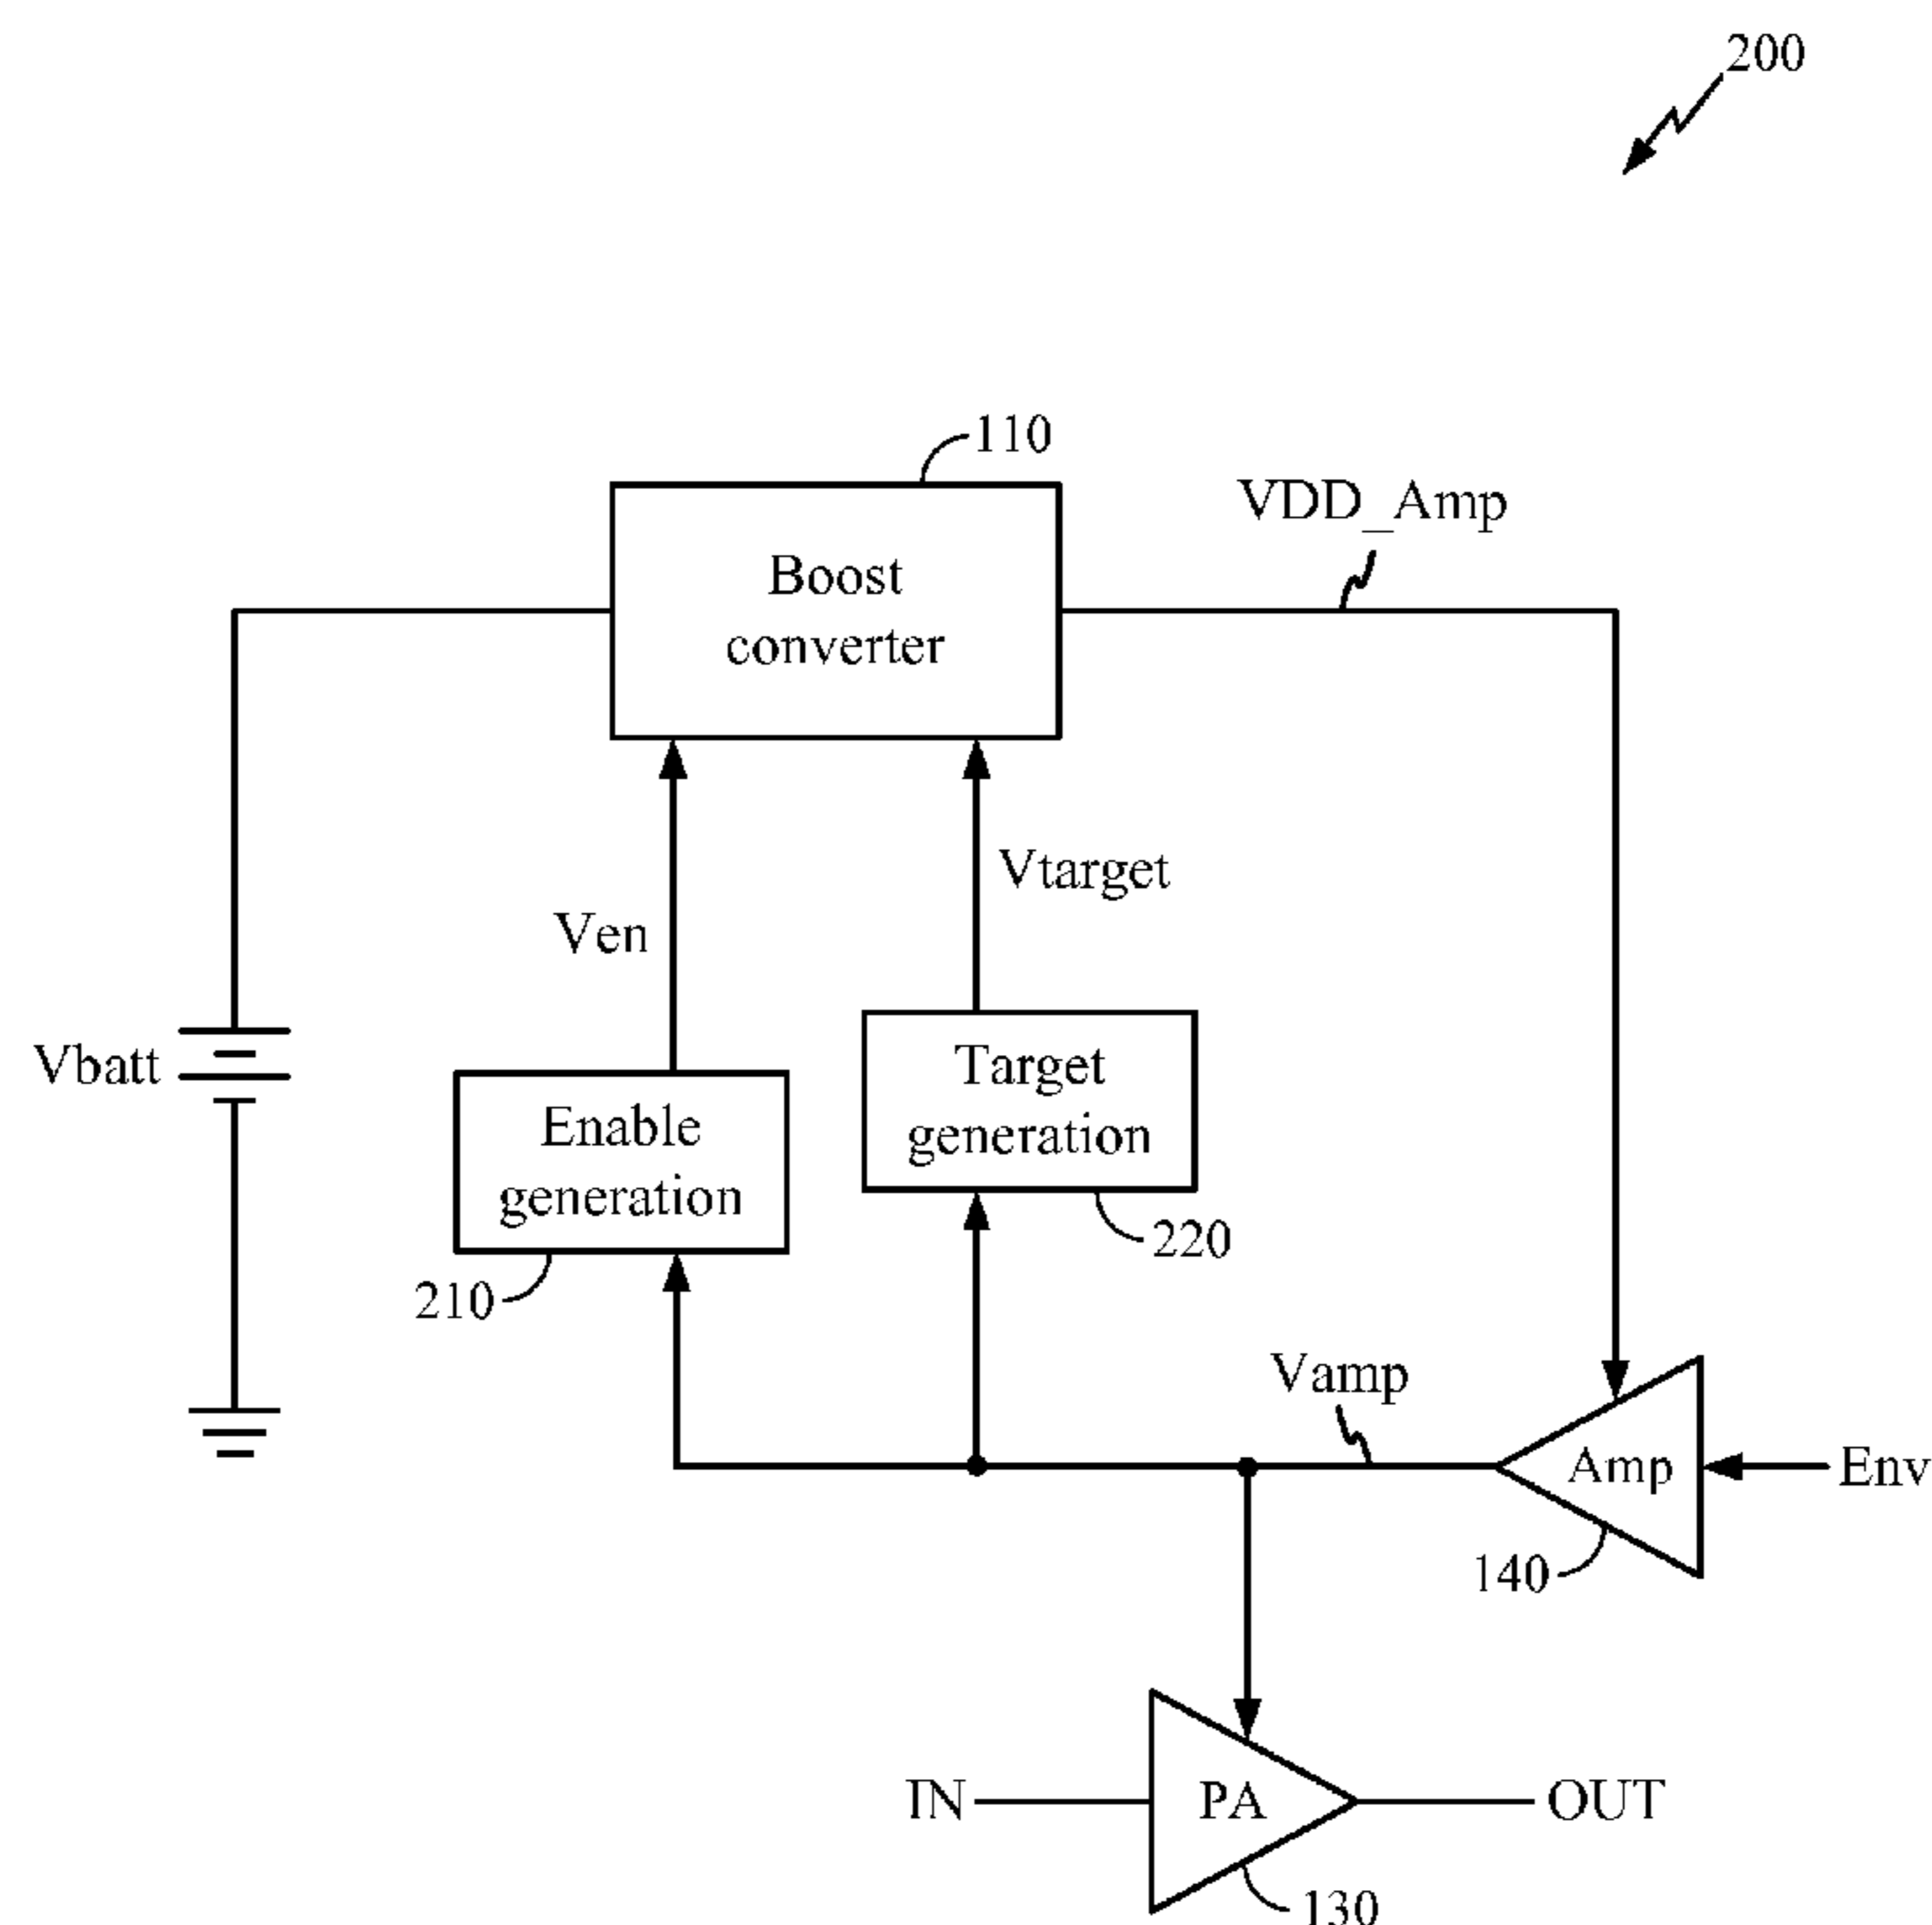 200
110
VDD_Amp
Boost
converter
Vtarget
Ven
Vbatt
Target
generation
Enable
generation
220
210
Vamp
Amp
Env
140
IN
PA
OUT
130